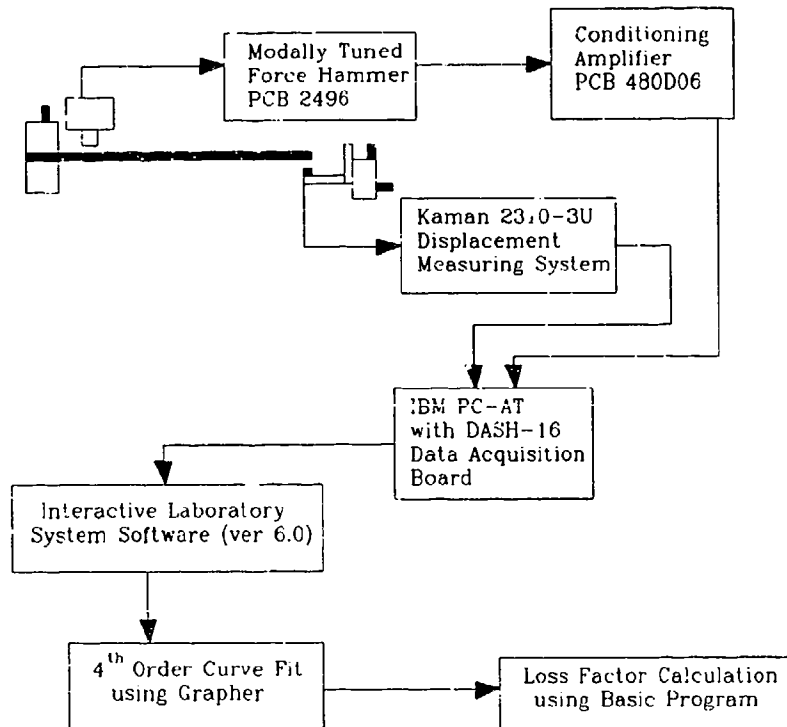 Modally Tuned
Force Hammer
PCB 2496
Conditioning
Amplifier
PCB 480D06
Kaman
Displacement
Measuring System
IBM PC-AT
with DASH-16
Data Acquisition
Board
Interactive Laboratory
System Software (ver 6.0)
4th Order Curve Fit
using Grapher
Loss Factor Calculation
using Basic Program